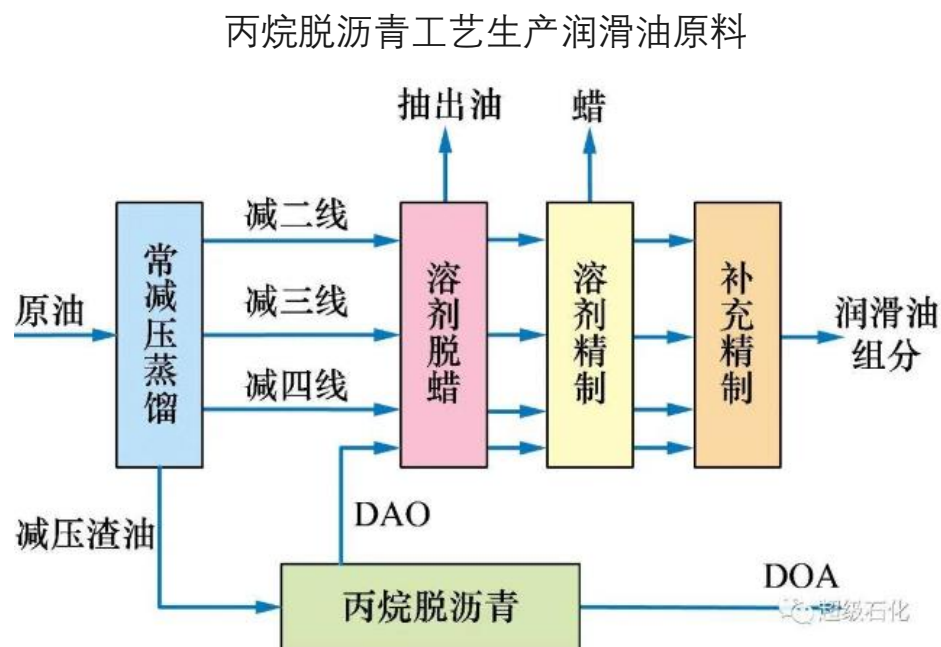 丙烷脱沥青工艺生产润滑油原料
抽出油
蜡
减二线
减三线
减四线
原油
常减压蒸馏
溶剂脱蜡
溶剂精制
补充精制
润滑油
组分
减压渣油
DAO
丙烷脱沥青
DOA
超级石化